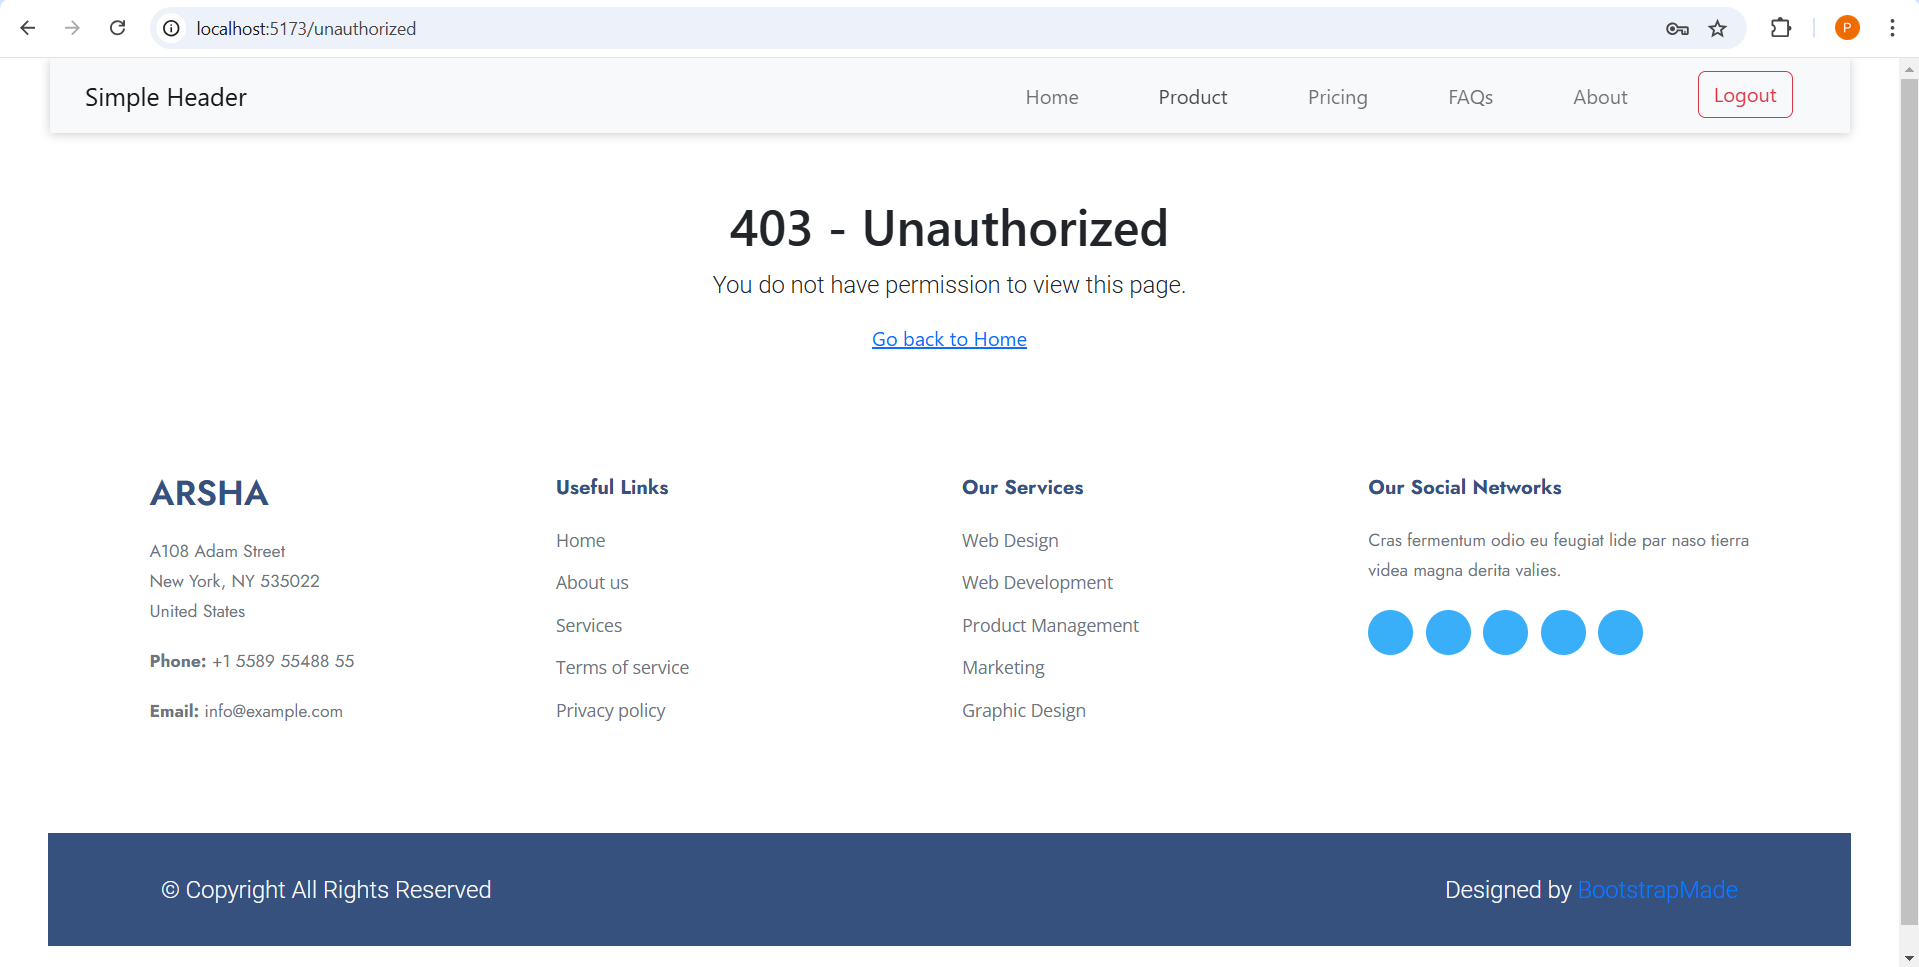 localhost:5173/unauthorized
P
Simple Header
Home Product Pricing FAQs About Logout
403 - Unauthorized
You do not have permission to view this page.
Go back to Home
ARSHA
A108 Adam Street
New York, NY 535022
United States
Phone: +1 5589 55488 55
Email: info@example.com
Useful Links
Home
About us
Services
Terms of service
Privacy policy
Our Services
Web Design
Web Development
Product Management
Marketing
Graphic Design
Our Social Networks
Cras fermentum odio eu feugiat lide par naso tierra
videa magna derita valies.
© Copyright All Rights Reserved
Designed by BootstrapMade